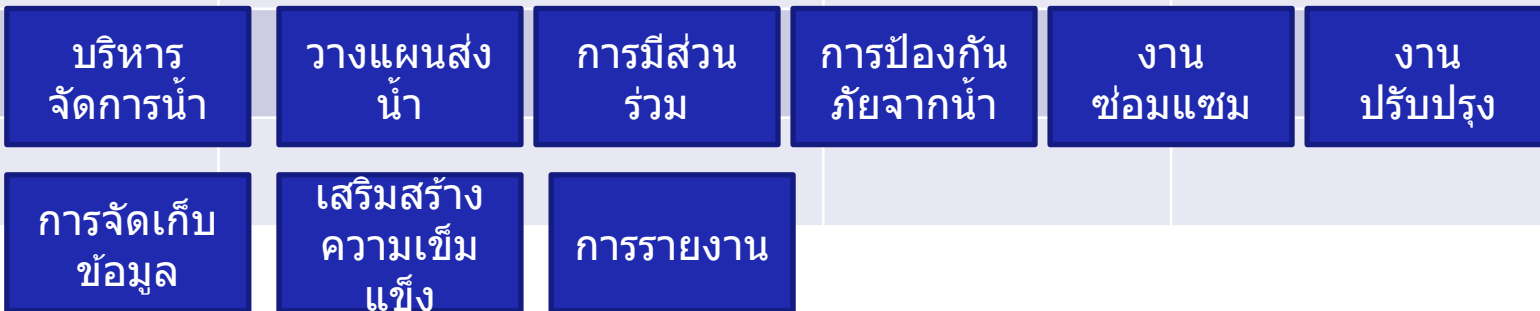 บริหาร
จัดการน้ำ
วางแผนส่ง
น้ำ
การมีส่วน
ร่วม
การป้องกัน
ภัยจากน้ำ
งาน
ซ่อมแซม
งาน
ปรับปรุง
การจัดเก็บ
ข้อมูล
เสริมสร้าง
ความเข็ม
แข็ง
การรายงาน